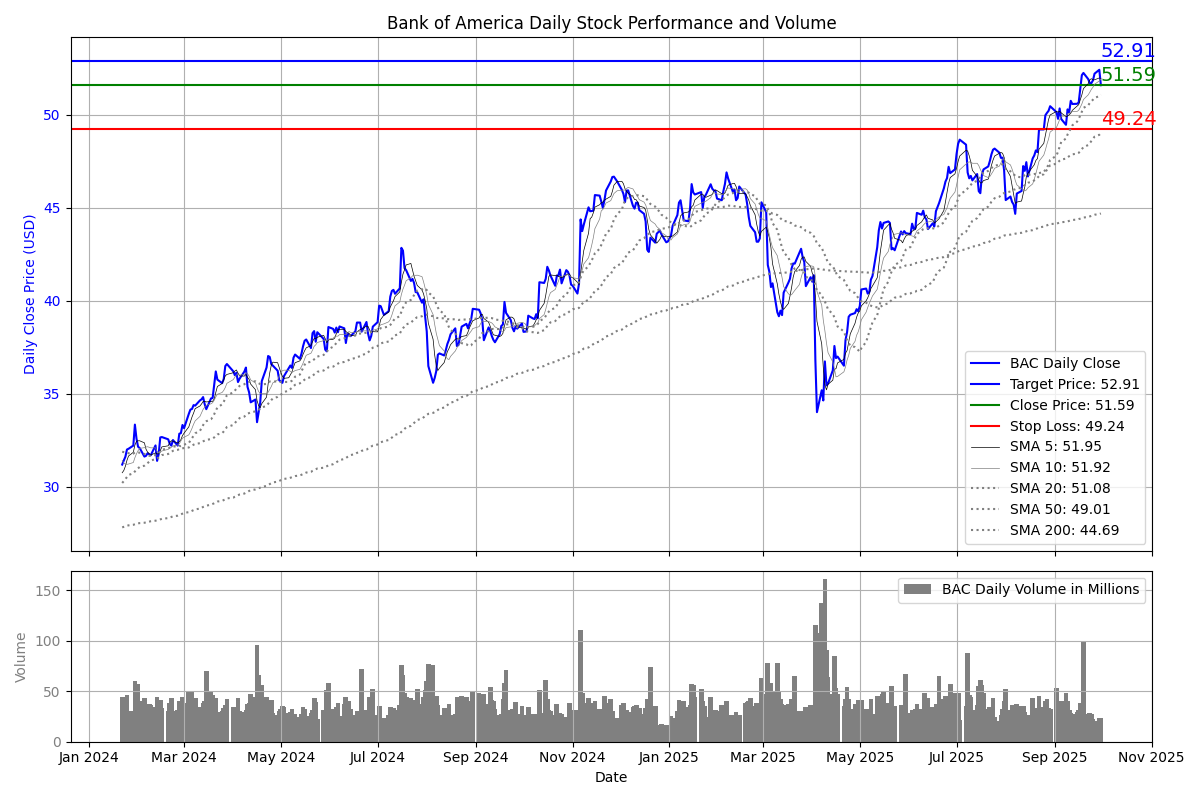 Bank of America Daily Stock Performance and Volume
52.91
51.59
49.24
50
45
40
35
30
Daily Close Price (USD)
BAC Daily Close
Target Price: 52.91
Close Price: 51.59
Stop Loss: 49.24
SMA 5: 51.95
SMA 10: 51.92
SMA 20: 51.08
SMA 50: 49.01
SMA 200: 44.69
150
100
50
0
Volume
BAC Daily Volume in Millions
Jan 2024 Mar 2024 May 2024 Jul 2024 Sep 2024 Nov 2024 Jan 2025 Mar 2025 May 2025 Jul 2025 Sep 2025 Nov 2025
Date